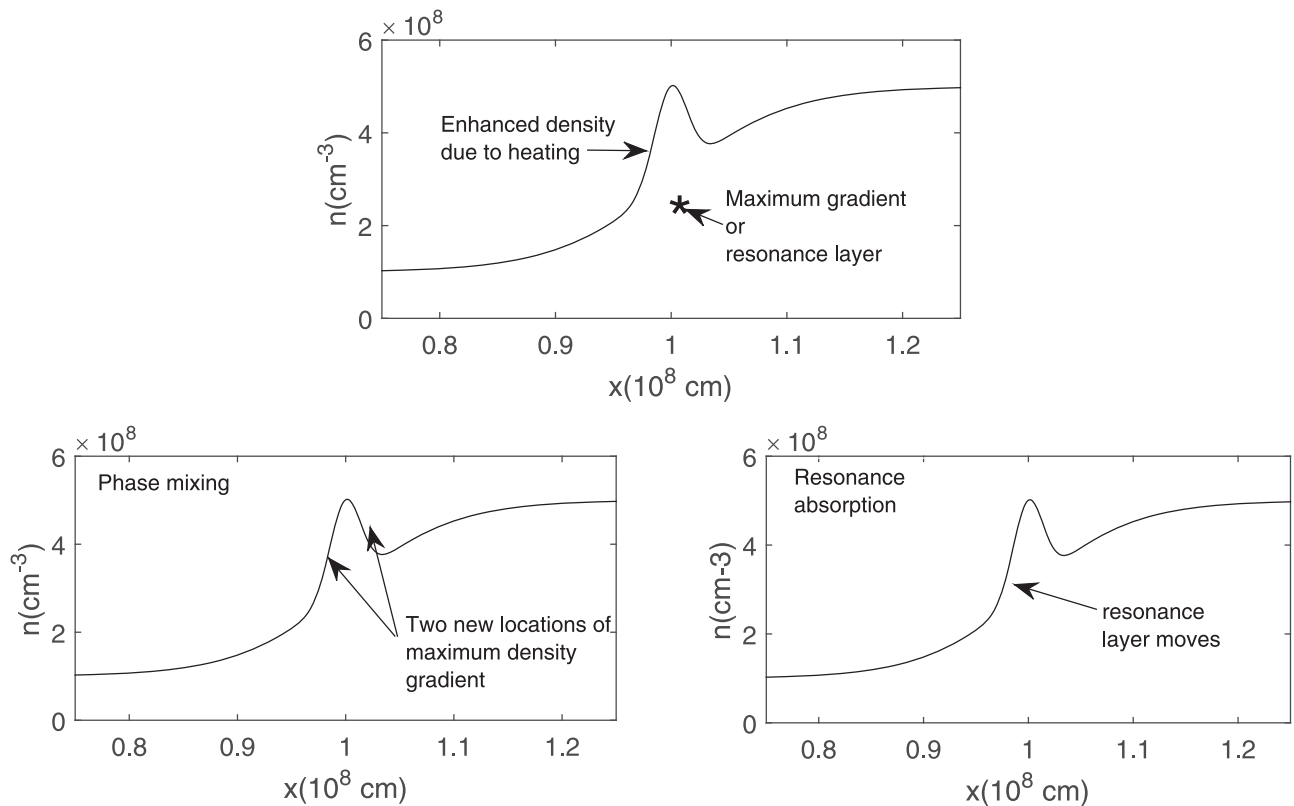 × 10^8
6
4
2
0
n(cm^-3)
Enhanced density
due to heating
*
Maximum gradient
or
resonance layer
0.8 0.9 1 1.1 1.2
x(10^8 cm)
× 10^8
6
4
2
0
n(cm^-3)
Phase mixing
Two new locations of
maximum density
gradient
0.8 0.9 1 1.1 1.2
x(10^8 cm)
× 10^8
6
4
2
0
n(cm-3)
Resonance
absorption
resonance
layer moves
0.8 0.9 1 1.1 1.2
x(10^8 cm)